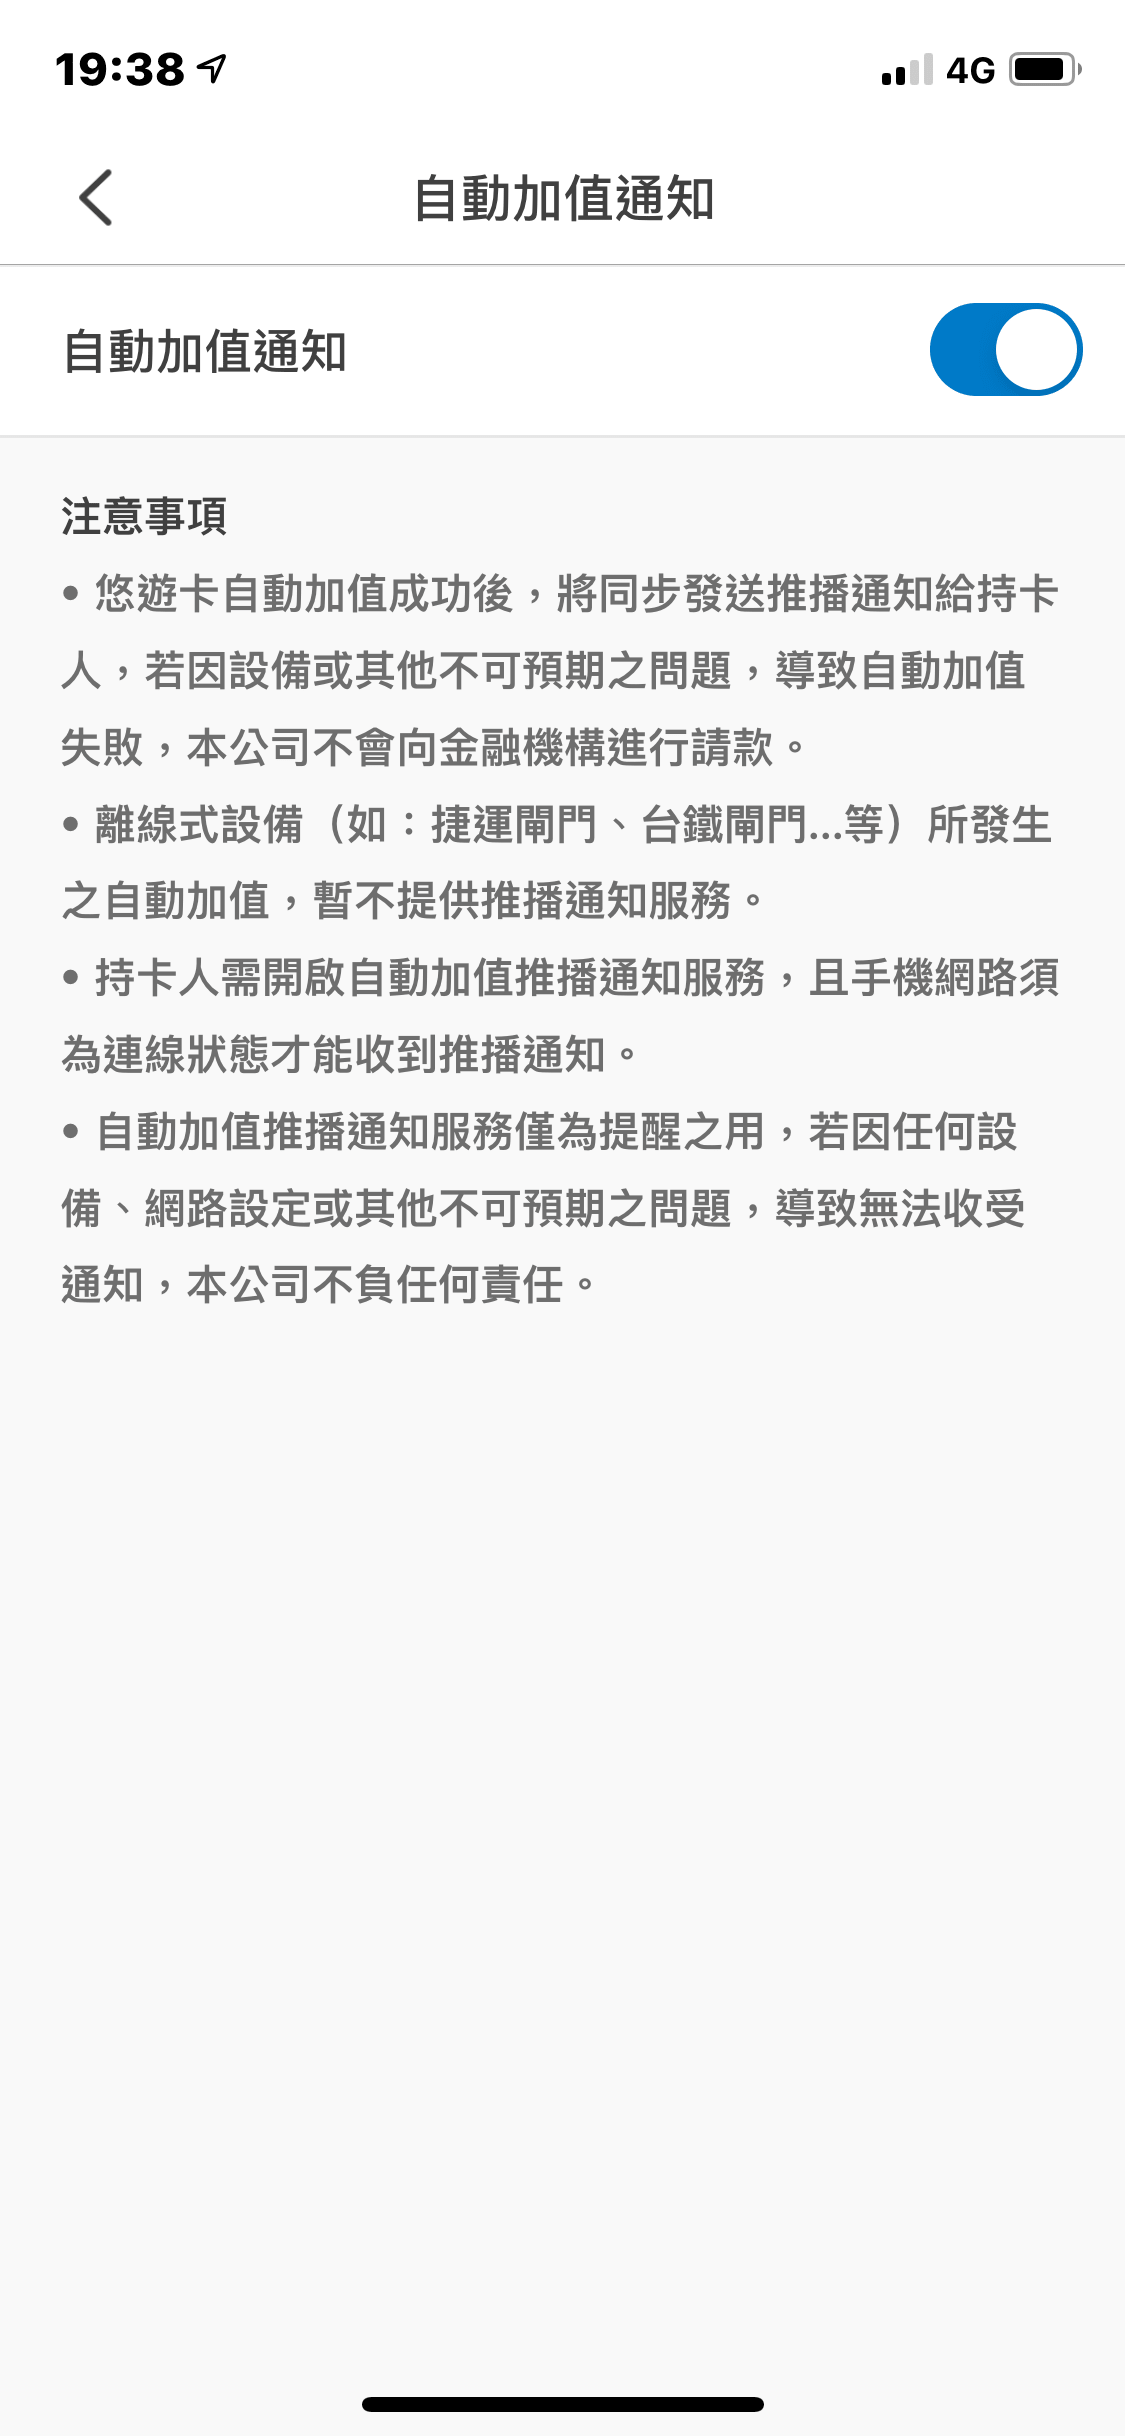 19:38
4G
自動加值通知
自動加值通知
注意事項
• 悠遊卡自動加值成功後，將同步發送推播通知給持卡
人，若因設備或其他不可預期之問題，導致自動加值
失敗，本公司不會向金融機構進行請款。
• 離線式設備（如：捷運閘門、台鐵閘門...等）所發生
之自動加值，暫不提供推播通知服務。
• 持卡人需開啟自動加值推播通知服務，且手機網路須
為連線狀態才能收到推播通知。
• 自動加值推播通知服務僅為提醒之用，若因任何設
備、網路設定或其他不可預期之問題，導致無法收受
通知，本公司不負任何責任。